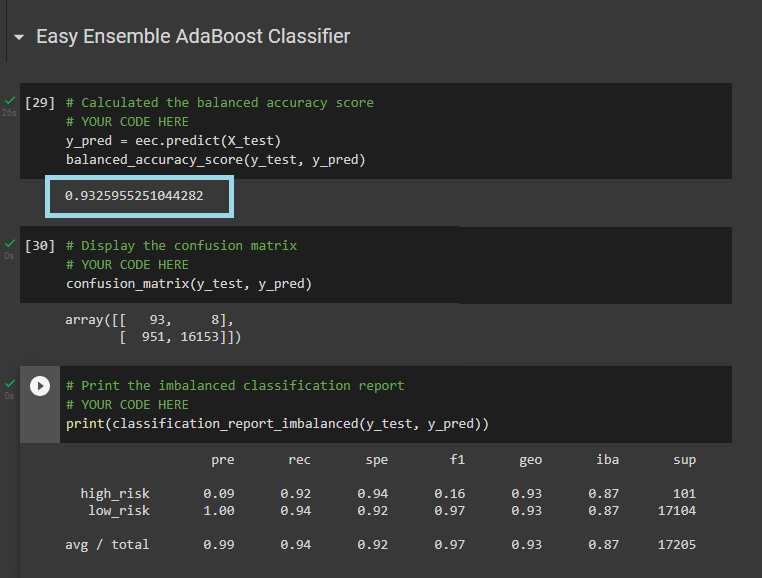 Easy Ensemble AdaBoost Classifier
[29] # Calculated the balanced accuracy score
# YOUR CODE HERE
y_pred = eec.predict(X_test)
balanced_accuracy_score(y_test, y_pred)
26s
0.9325955251044282
[30] # Display the confusion matrix
# YOUR CODE HERE
confusion_matrix(y_test, y_pred)
0s
array([[   93,     8],
       [  951, 16153]])
# Print the imbalanced classification report
# YOUR CODE HERE
print(classification_report_imbalanced(y_test, y_pred))
0s
pre rec spe f1 geo iba sup
high_risk 0.09 0.92 0.94 0.16 0.93 0.87 101
low_risk 1.00 0.94 0.92 0.97 0.93 0.87 17104
avg / total 0.99 0.94 0.92 0.97 0.93 0.87 17205